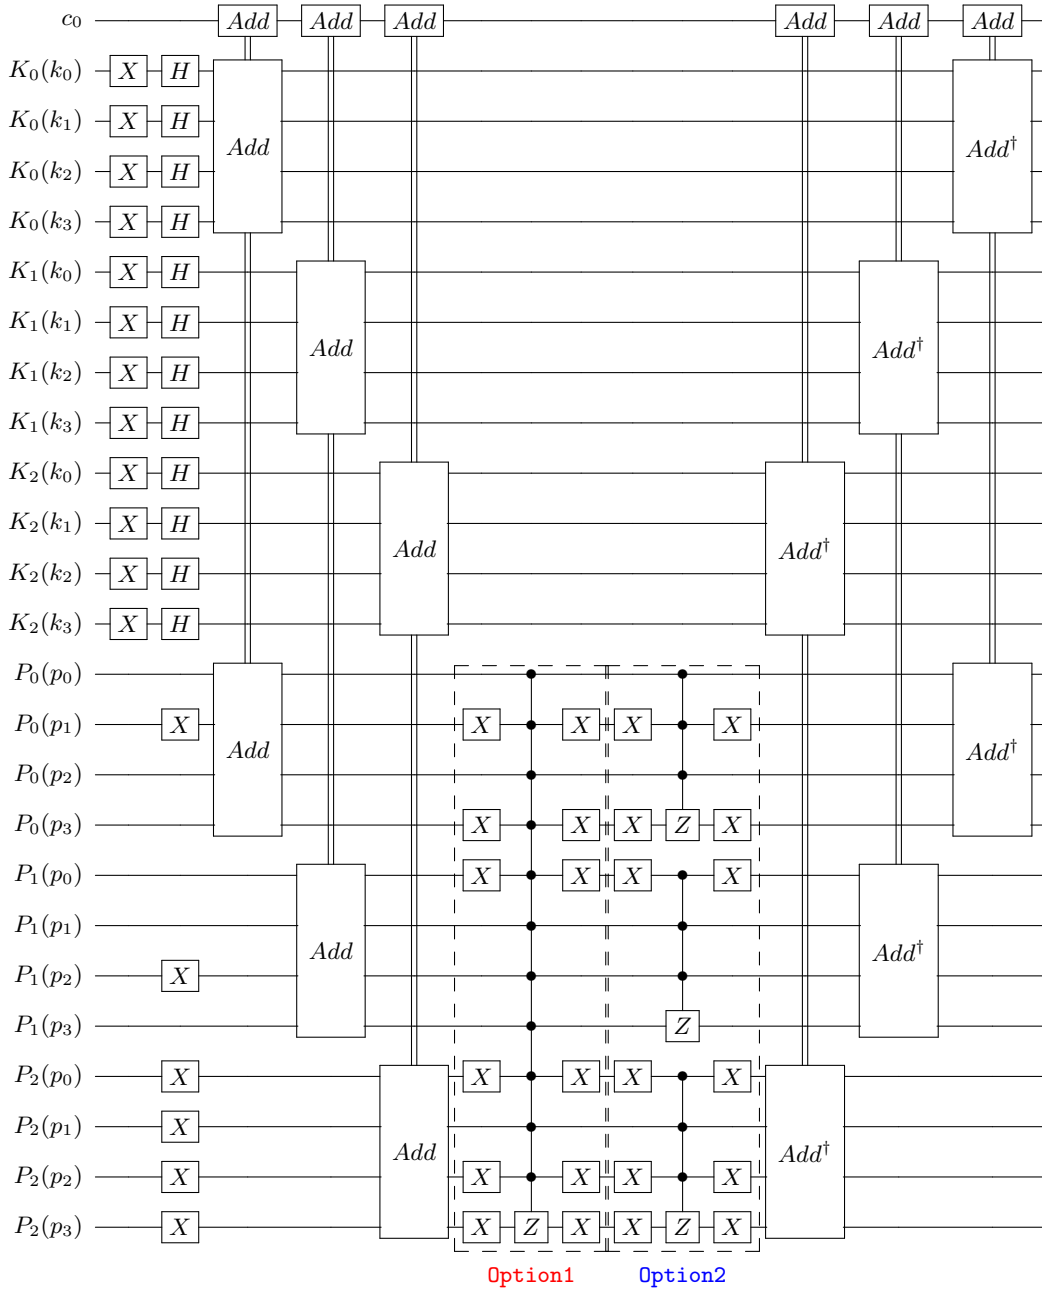 c₀ Add Add Add Add Add Add
K₀(k₀) X H
K₀(k₁) X H
Add Add†
K₀(k₂) X H
K₀(k₃) X H
K₁(k₀) X H
K₁(k₁) X H
Add Add†
K₁(k₂) X H
K₁(k₃) X H
K₂(k₀) X H
K₂(k₁) X H
Add Add†
K₂(k₂) X H
K₂(k₃) X H
P₀(p₀)
P₀(p₁) X X X X X
Add Add†
P₀(p₂)
P₀(p₃) X X X Z X
P₁(p₀) X X X X
P₁(p₁)
Add Add†
P₁(p₂) X
P₁(p₃) Z
P₂(p₀) X X X X X
P₂(p₁) X
Add Add†
P₂(p₂) X X X X X
P₂(p₃) X X Z X X Z X
Option1 Option2